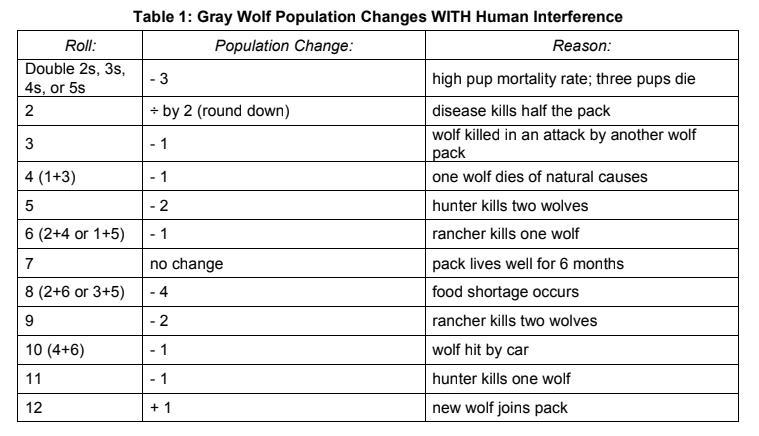 Table 1: Gray Wolf Population Changes WITH Human Interference
Roll: Population Change: Reason:
Double 2s, 3s,
4s, or 5s - 3 high pup mortality rate; three pups die
2 ÷ by 2 (round down) disease kills half the pack
3 - 1 wolf killed in an attack by another wolf
pack
4 (1+3) - 1 one wolf dies of natural causes
5 - 2 hunter kills two wolves
6 (2+4 or 1+5) - 1 rancher kills one wolf
7 no change pack lives well for 6 months
8 (2+6 or 3+5) - 4 food shortage occurs
9 - 2 rancher kills two wolves
10 (4+6) - 1 wolf hit by car
11 - 1 hunter kills one wolf
12 + 1 new wolf joins pack